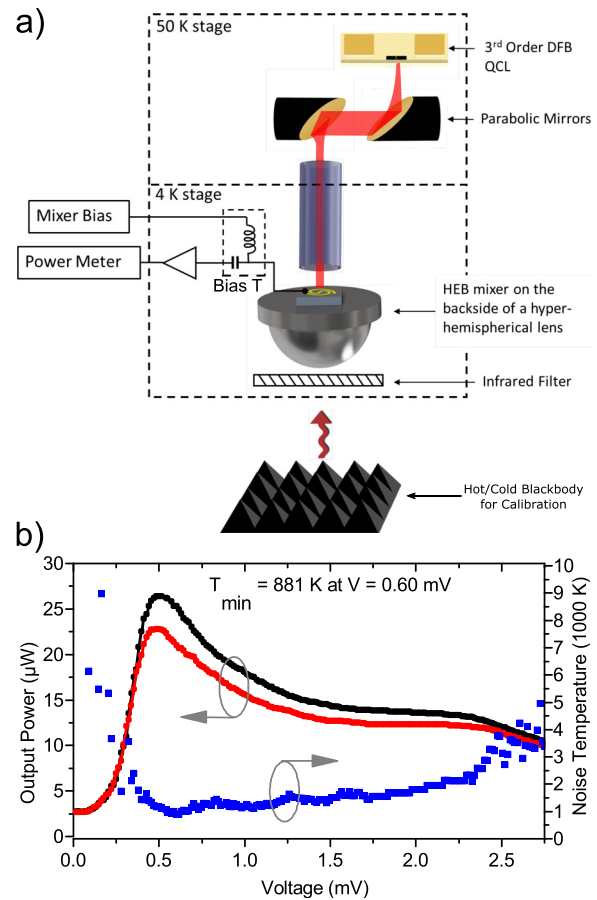 a)
50 K stage
3rd Order DFB
QCL
Parabolic Mirrors
4 K stage
Mixer Bias
Power Meter
Bias T
HEB mixer on the
backside of a hyper-
hemispherical lens
Infrared Filter
Hot/Cold Blackbody
for Calibration
b)
T min = 881 K at V = 0.60 mV
Output Power (µW)
30
25
20
15
10
5
0
Noise Temperature (1000 K)
10
9
8
7
6
5
4
3
2
1
0
0.0 0.5 1.0 1.5 2.0 2.5
Voltage (mV)